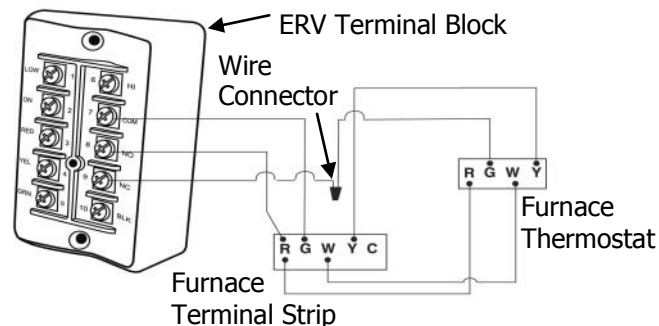 ERV Terminal Block
Wire
Connector
LOW 1
ON 2
RED 3
YEL 4
GRN 5
6 HI
7 COM
8 NO
9 NC
10 BLK
R G W Y
Furnace
Thermostat
R G W Y C
Furnace
Terminal Strip